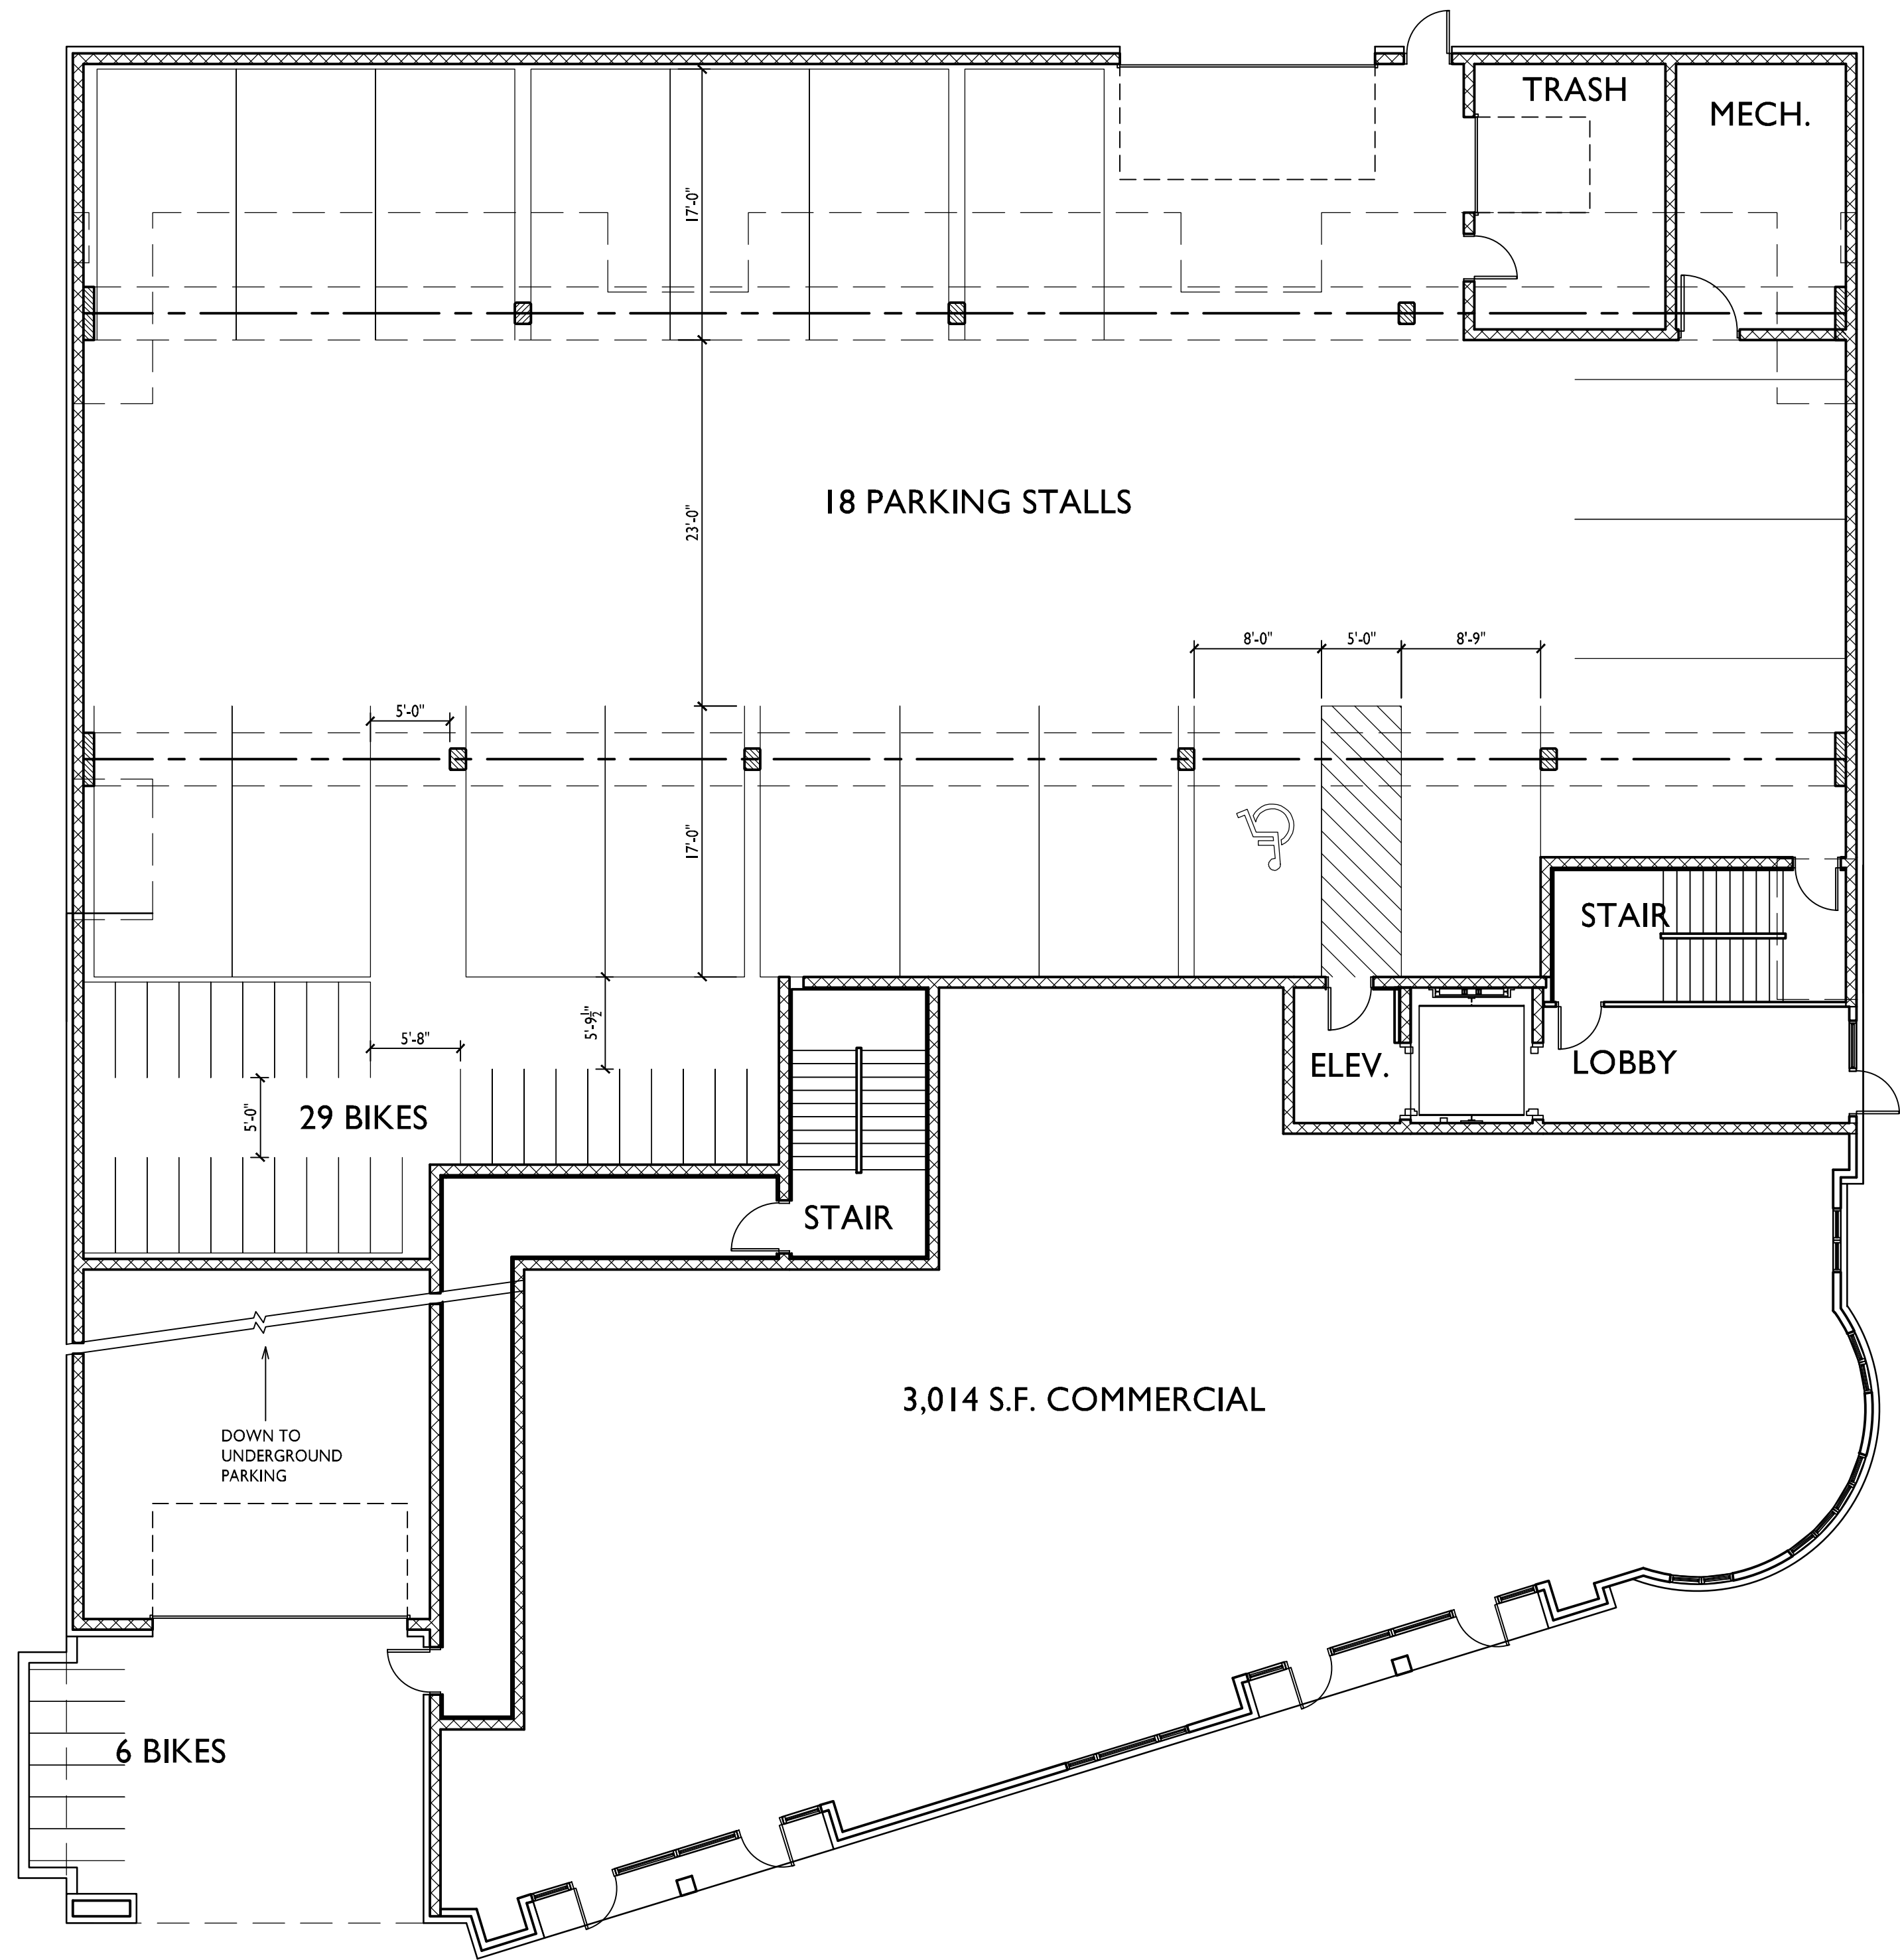 TRASH
MECH.
17'-0"
18 PARKING STALLS
23'-0"
8'-0"
5'-0"
8'-9"
5'-0"
17'-0"
STAIR
5'-9½"
5'-8"
ELEV.
LOBBY
5'-0"
29 BIKES
STAIR
3,014 S.F. COMMERCIAL
DOWN TO
UNDERGROUND
PARKING
6 BIKES